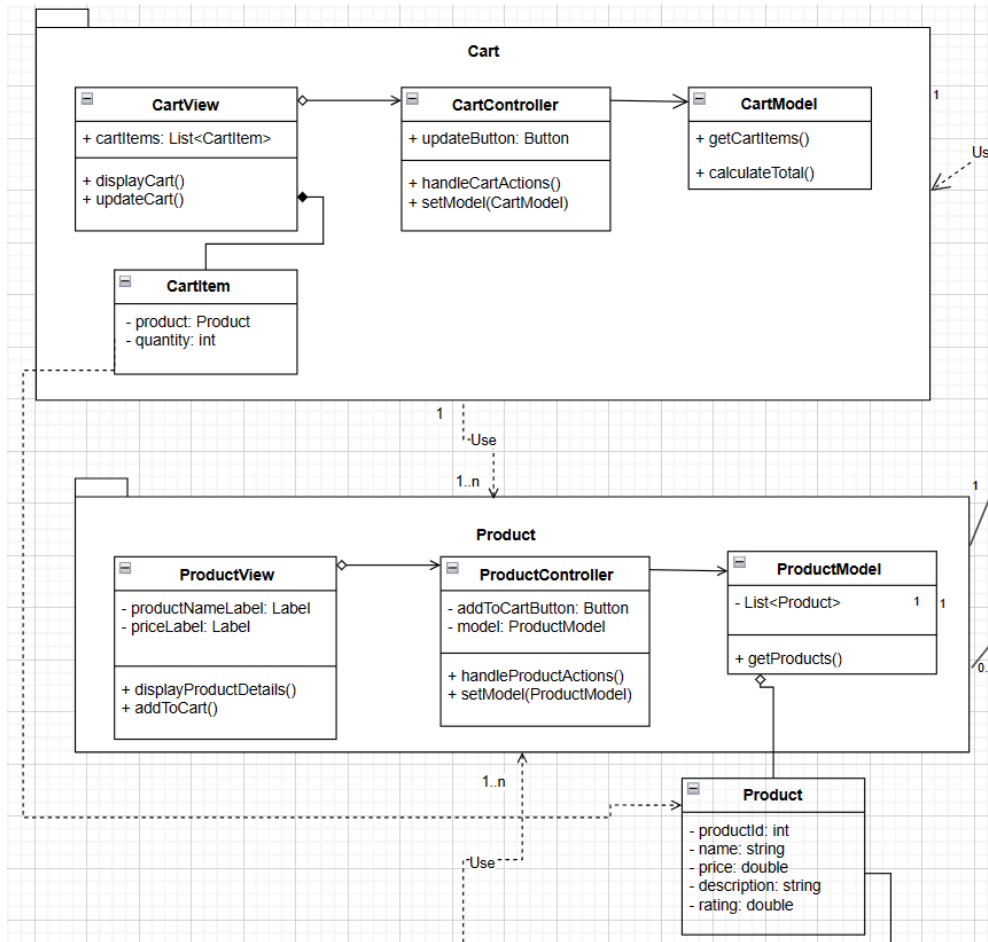 Cart
CartView
+ cartItems: List<CartItem>
+ displayCart()
+ updateCart()
CartController
+ updateButton: Button
+ handleCartActions()
+ setModel(CartModel)
CartModel
+ getCartItems()
+ calculateTotal()
1
CartItem
- product: Product
- quantity: int
1
Use
1..n
1
Product
ProductView
- productNameLabel: Label
- priceLabel: Label
+ displayProductDetails()
+ addToCart()
ProductController
- addToCartButton: Button
- model: ProductModel
+ handleProductActions()
+ setModel(ProductModel)
ProductModel
- List<Product>
1
1
+ getProducts()
1..n
Use
Product
- productId: int
- name: string
- price: double
- description: string
- rating: double